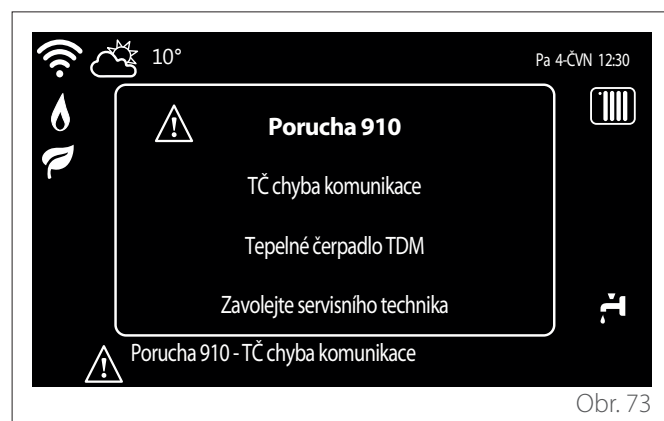 10°
Pa 4-ČVN 12:30
Porucha 910
TČ chyba komunikace
Tepelné čerpadlo TDM
Zavolejte servisního technika
Porucha 910 - TČ chyba komunikace
Obr. 73